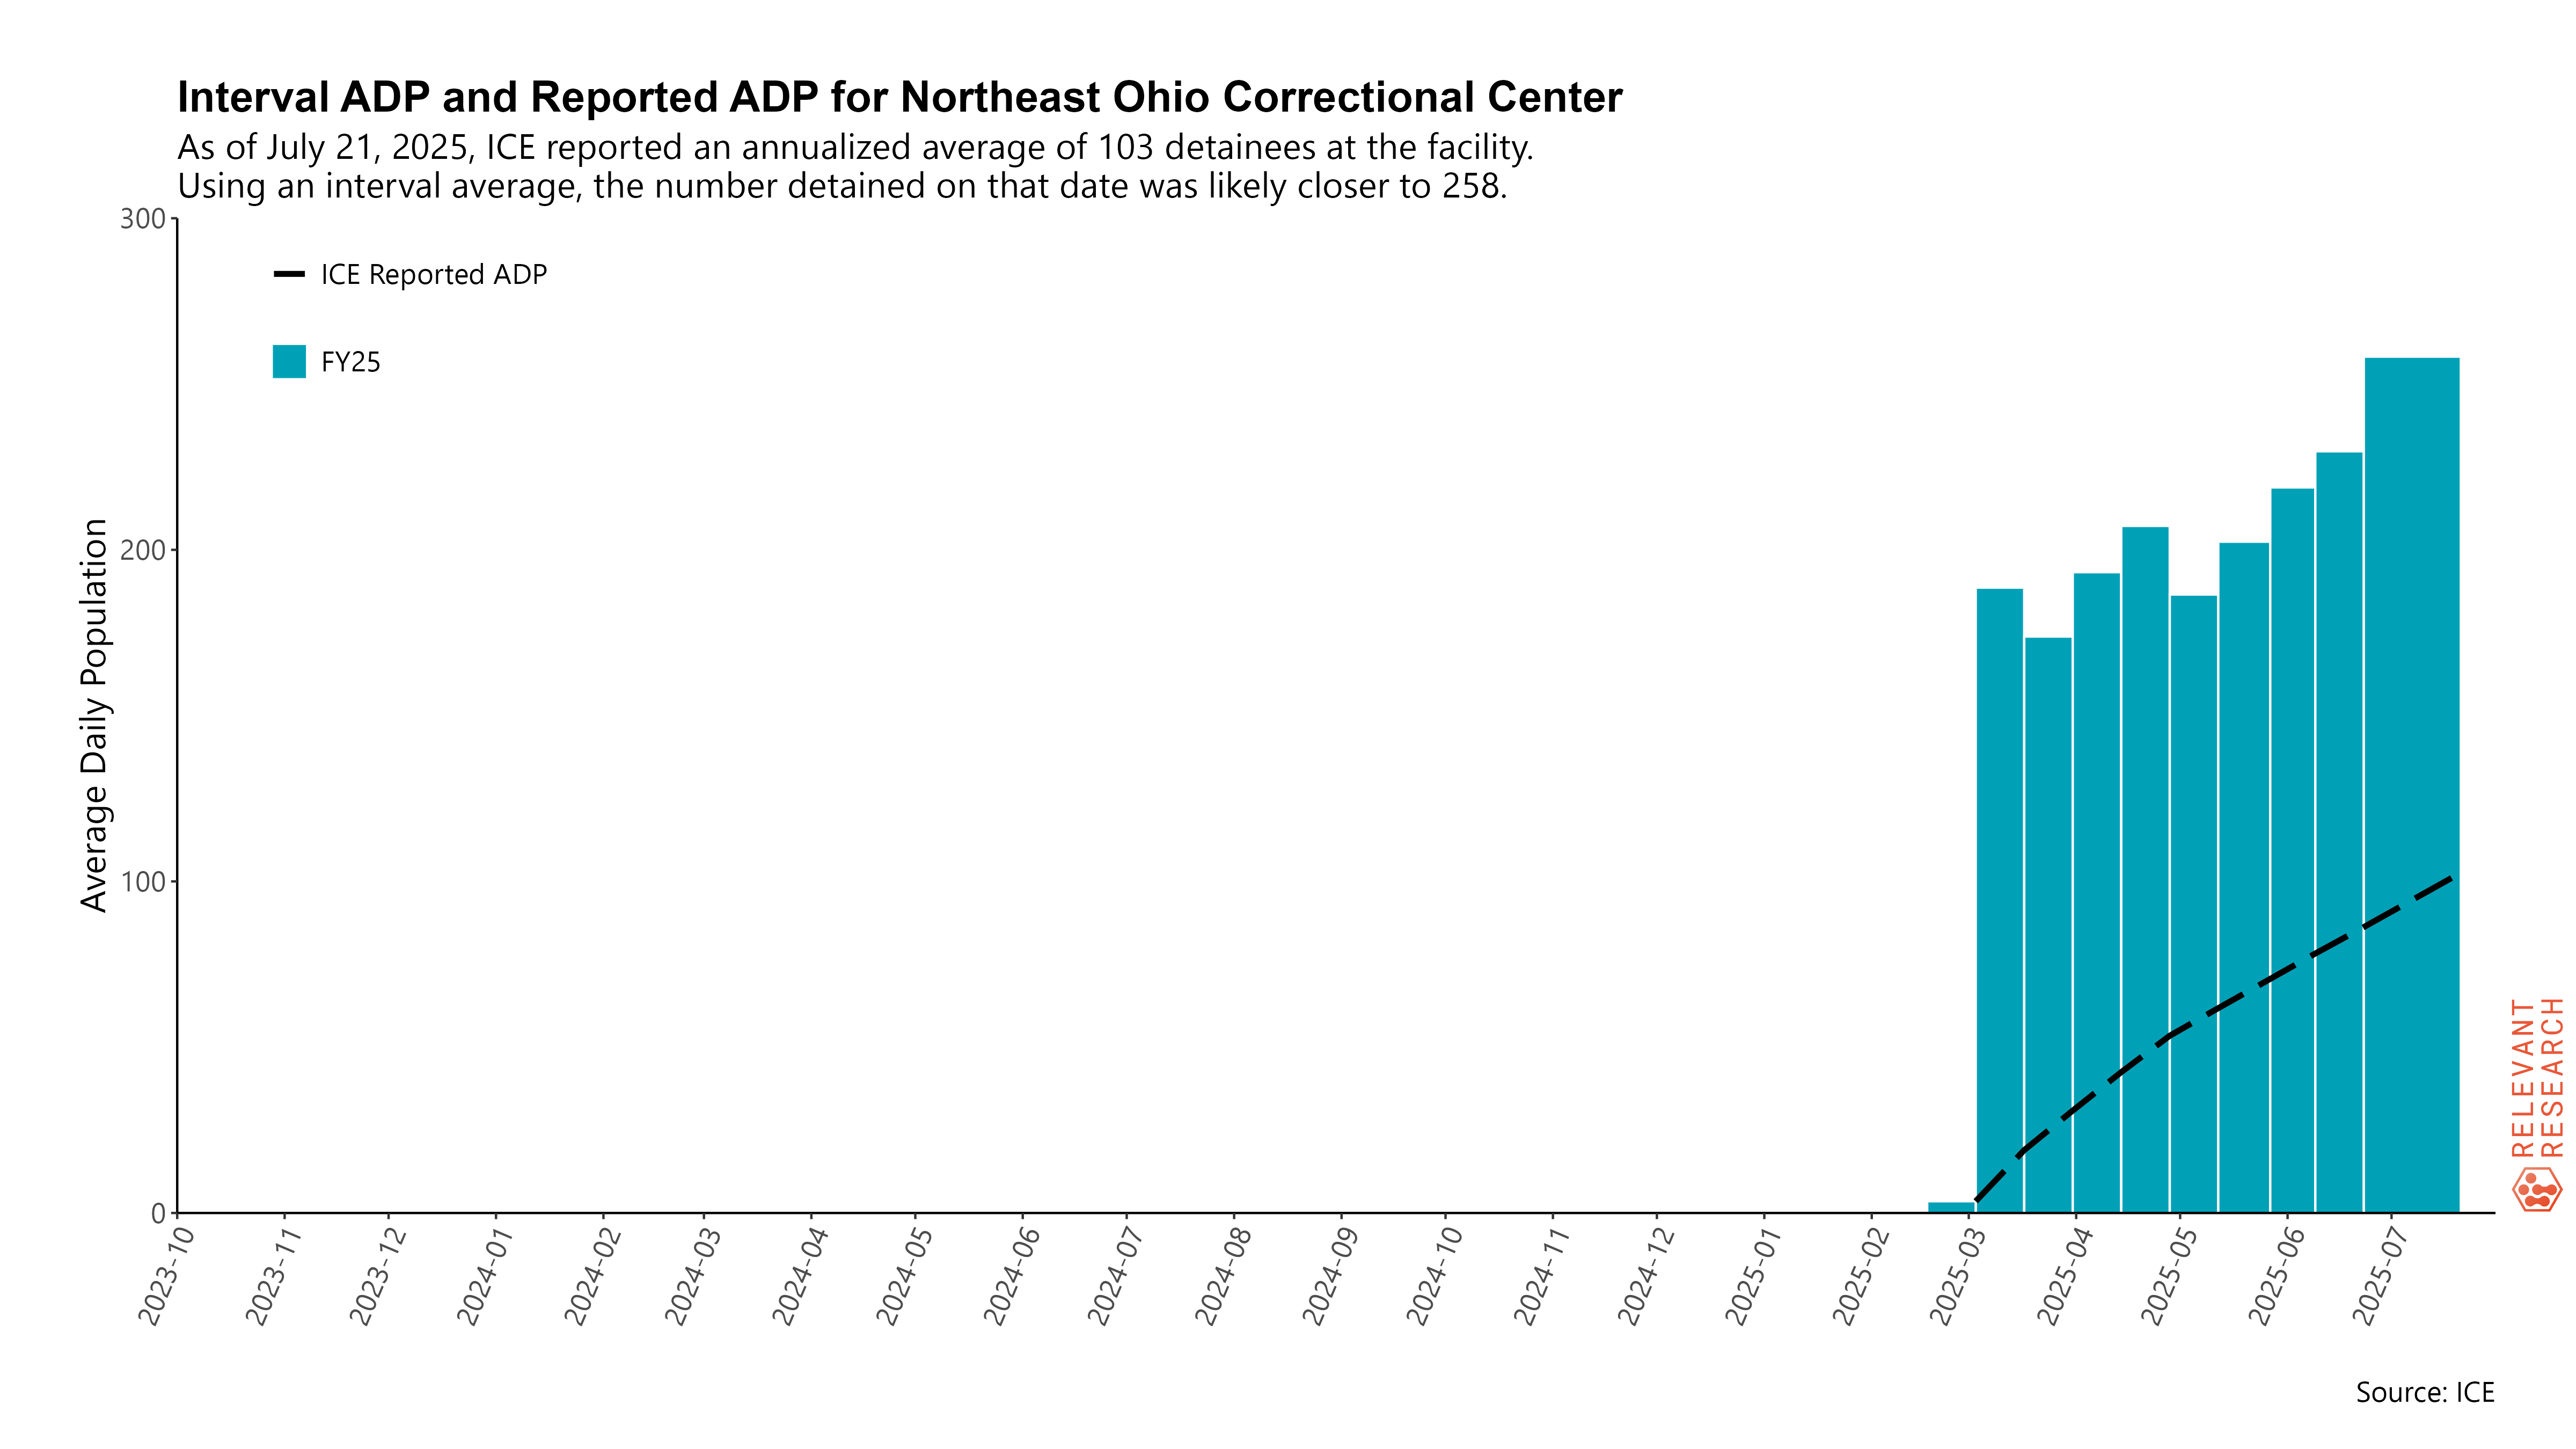 Interval ADP and Reported ADP for Northeast Ohio Correctional Center
As of July 21, 2025, ICE reported an annualized average of 103 detainees at the facility.
Using an interval average, the number detained on that date was likely closer to 258.
300
200
100
0
Average Daily Population
ICE Reported ADP
FY25
2023-10
2023-11
2023-12
2024-01
2024-02
2024-03
2024-04
2024-05
2024-06
2024-07
2024-08
2024-09
2024-10
2024-11
2024-12
2025-01
2025-02
2025-03
2025-04
2025-05
2025-06
2025-07
RELEVANT
RESEARCH
Source: ICE